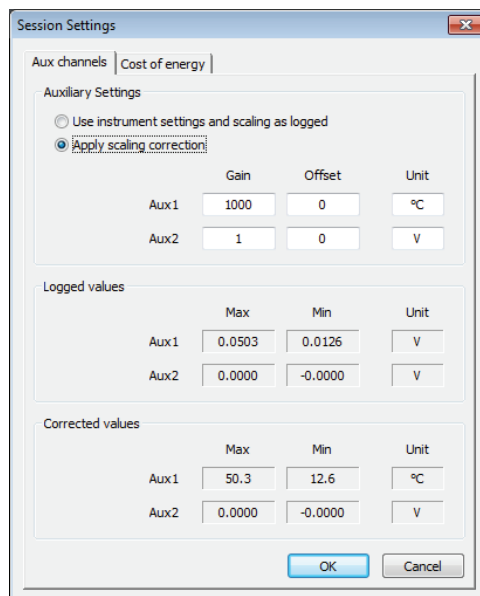 Session Settings
Aux channels Cost of energy
Auxiliary Settings
Use instrument settings and scaling as logged
Apply scaling correction
Gain Offset Unit
Aux1 1000 0 ºC
Aux2 1 0 V
Logged values
Max Min Unit
Aux1 0.0503 0.0126 V
Aux2 0.0000 -0.0000 V
Corrected values
Max Min Unit
Aux1 50.3 12.6 ºC
Aux2 0.0000 -0.0000 V
OK Cancel